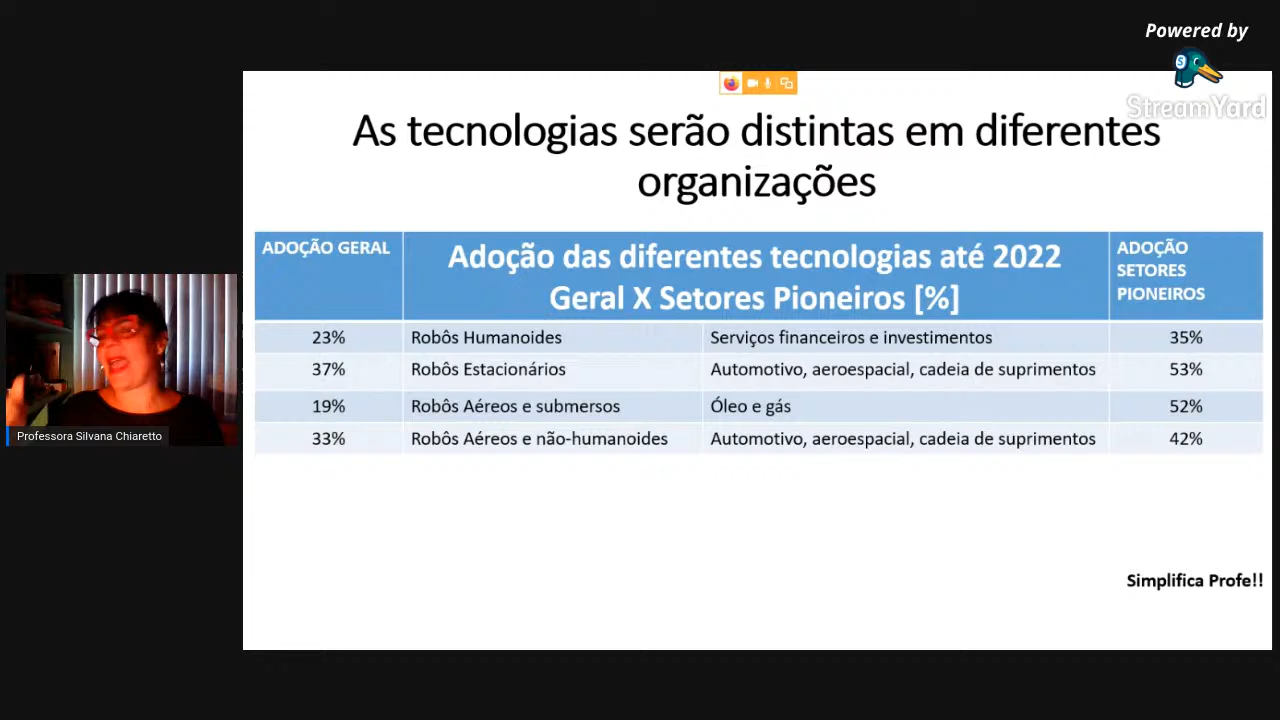 Powered by
StreamYard
As tecnologias serão distintas em diferentes
organizações
ADOÇÃO GERAL
Adoção das diferentes tecnologias até 2022
Geral X Setores Pioneiros [%]
ADOÇÃO
SETORES
PIONEIROS
23% Robôs Humanoides Serviços financeiros e investimentos 35%
37% Robôs Estacionários Automotivo, aeroespacial, cadeia de suprimentos 53%
19% Robôs Aéreos e submersos Óleo e gás 52%
33% Robôs Aéreos e não-humanoides Automotivo, aeroespacial, cadeia de suprimentos 42%
Professora Silvana Chiaretto
Simplifica Profe!!